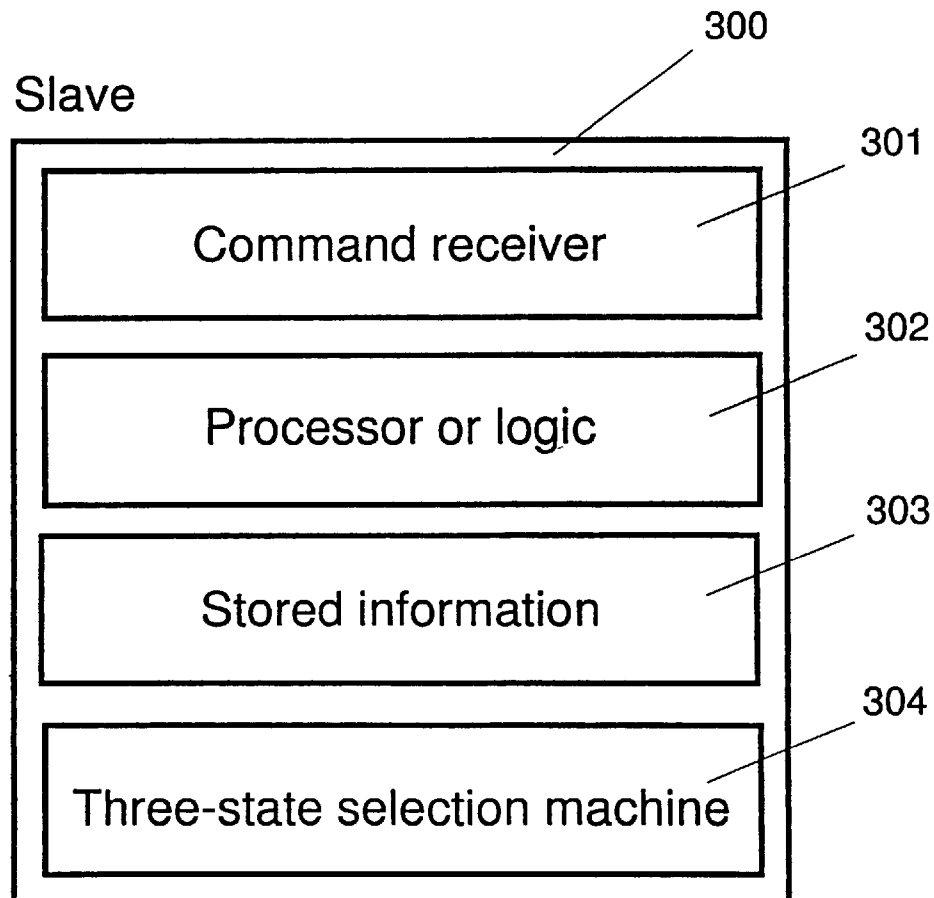 300
Slave
301
Command receiver
302
Processor or logic
303
Stored information
304
Three-state selection machine